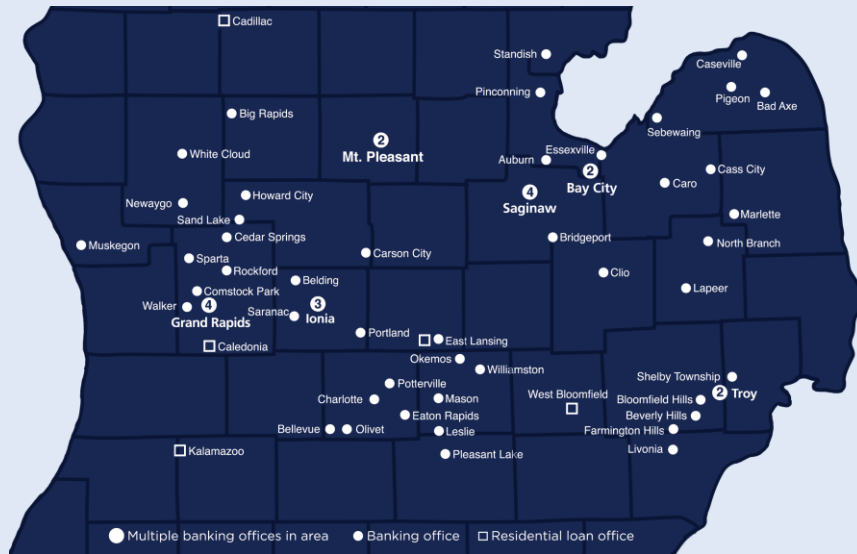 Cadillac
Standish
Caseville
Pinconning
Pigeon
Bad Axe
Big Rapids
Sebewaing
2
Mt. Pleasant
White Cloud
Essexville
Auburn
2
Bay City
Cass City
Caro
4
Saginaw
Howard City
Newaygo
Sand Lake
Marlette
Muskegon
Cedar Springs
Bridgeport
North Branch
Carson City
Sparta
Rockford
Clio
Belding
Lapeer
Comstock Park
Walker
4
Grand Rapids
3
Ionia
Saranac
Portland
East Lansing
Caledonia
Okemos
Williamston
Shelby Township
Potterville
West Bloomfield
2 Troy
Charlotte
Mason
Bloomfield Hills
Eaton Rapids
Beverly Hills
Bellevue
Olivet
Leslie
Farmington Hills
Kalamazoo
Pleasant Lake
Livonia
Multiple banking offices in area
Banking office
Residential loan office